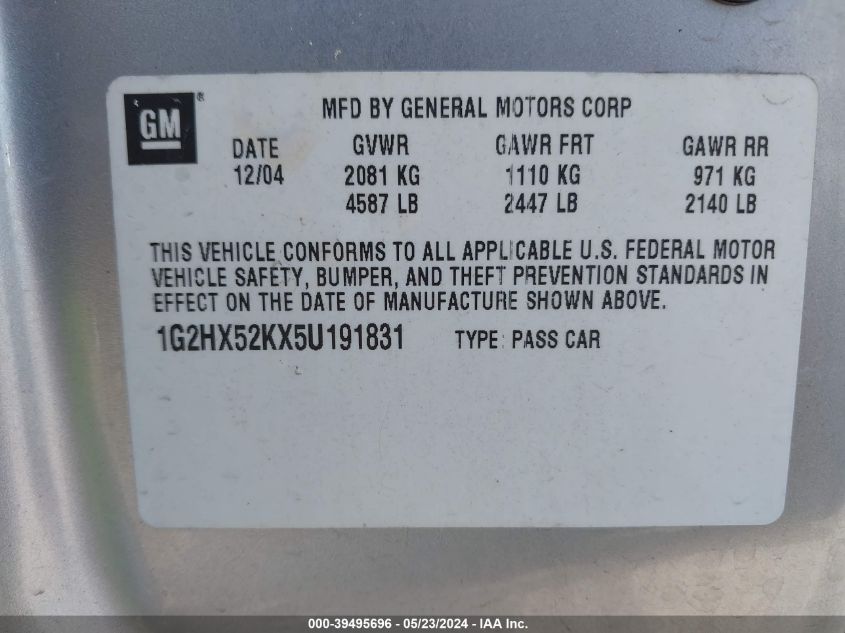 GM®
MFD BY GENERAL MOTORS CORP
DATE GVWR GAWR FRT GAWR RR
12/04 2081 KG 1110 KG 971 KG
4587 LB 2447 LB 2140 LB
THIS VEHICLE CONFORMS TO ALL APPLICABLE U.S. FEDERAL MOTOR
VEHICLE SAFETY, BUMPER, AND THEFT PREVENTION STANDARDS IN
EFFECT ON THE DATE OF MANUFACTURE SHOWN ABOVE.
1G2HX52KX5U191831 TYPE: PASS CAR
000-39495696 - 05/23/2024 - IAA Inc.